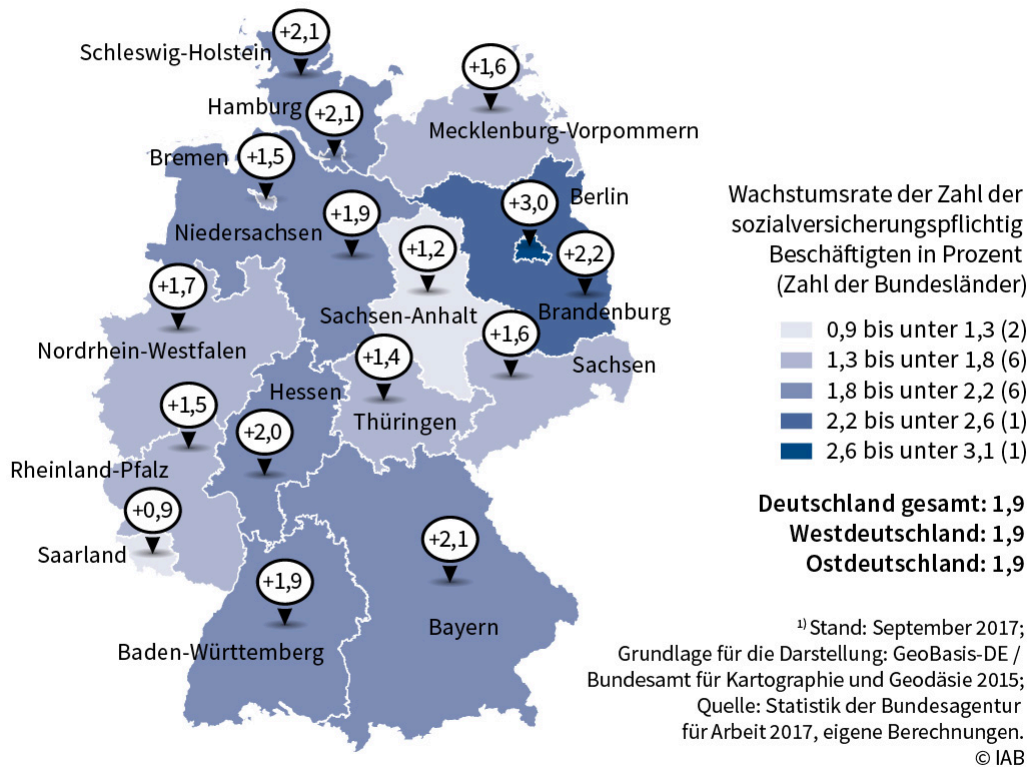 +2,1
Schleswig-Holstein
+1,6
Hamburg
+2,1
Mecklenburg-Vorpommern
Bremen
+1,5
Berlin
+3,0
+1,9
Niedersachsen
+1,2
+2,2
+1,7
Sachsen-Anhalt
Brandenburg
+1,6
Nordrhein-Westfalen
+1,4
Sachsen
Hessen
+1,5
Thüringen
+2,0
Rheinland-Pfalz
+0,9
Saarland
+2,1
+1,9
Bayern
Baden-Württemberg
Wachstumsrate der Zahl der
sozialversicherungspflichtig
Beschäftigten in Prozent
(Zahl der Bundesländer)
0,9 bis unter 1,3 (2)
1,3 bis unter 1,8 (6)
1,8 bis unter 2,2 (6)
2,2 bis unter 2,6 (1)
2,6 bis unter 3,1 (1)
Deutschland gesamt: 1,9
Westdeutschland: 1,9
Ostdeutschland: 1,9
¹⁾ Stand: September 2017;
Grundlage für die Darstellung: GeoBasis-DE /
Bundesamt für Kartographie und Geodäsie 2015;
Quelle: Statistik der Bundesagentur
für Arbeit 2017, eigene Berechnungen.
© IAB